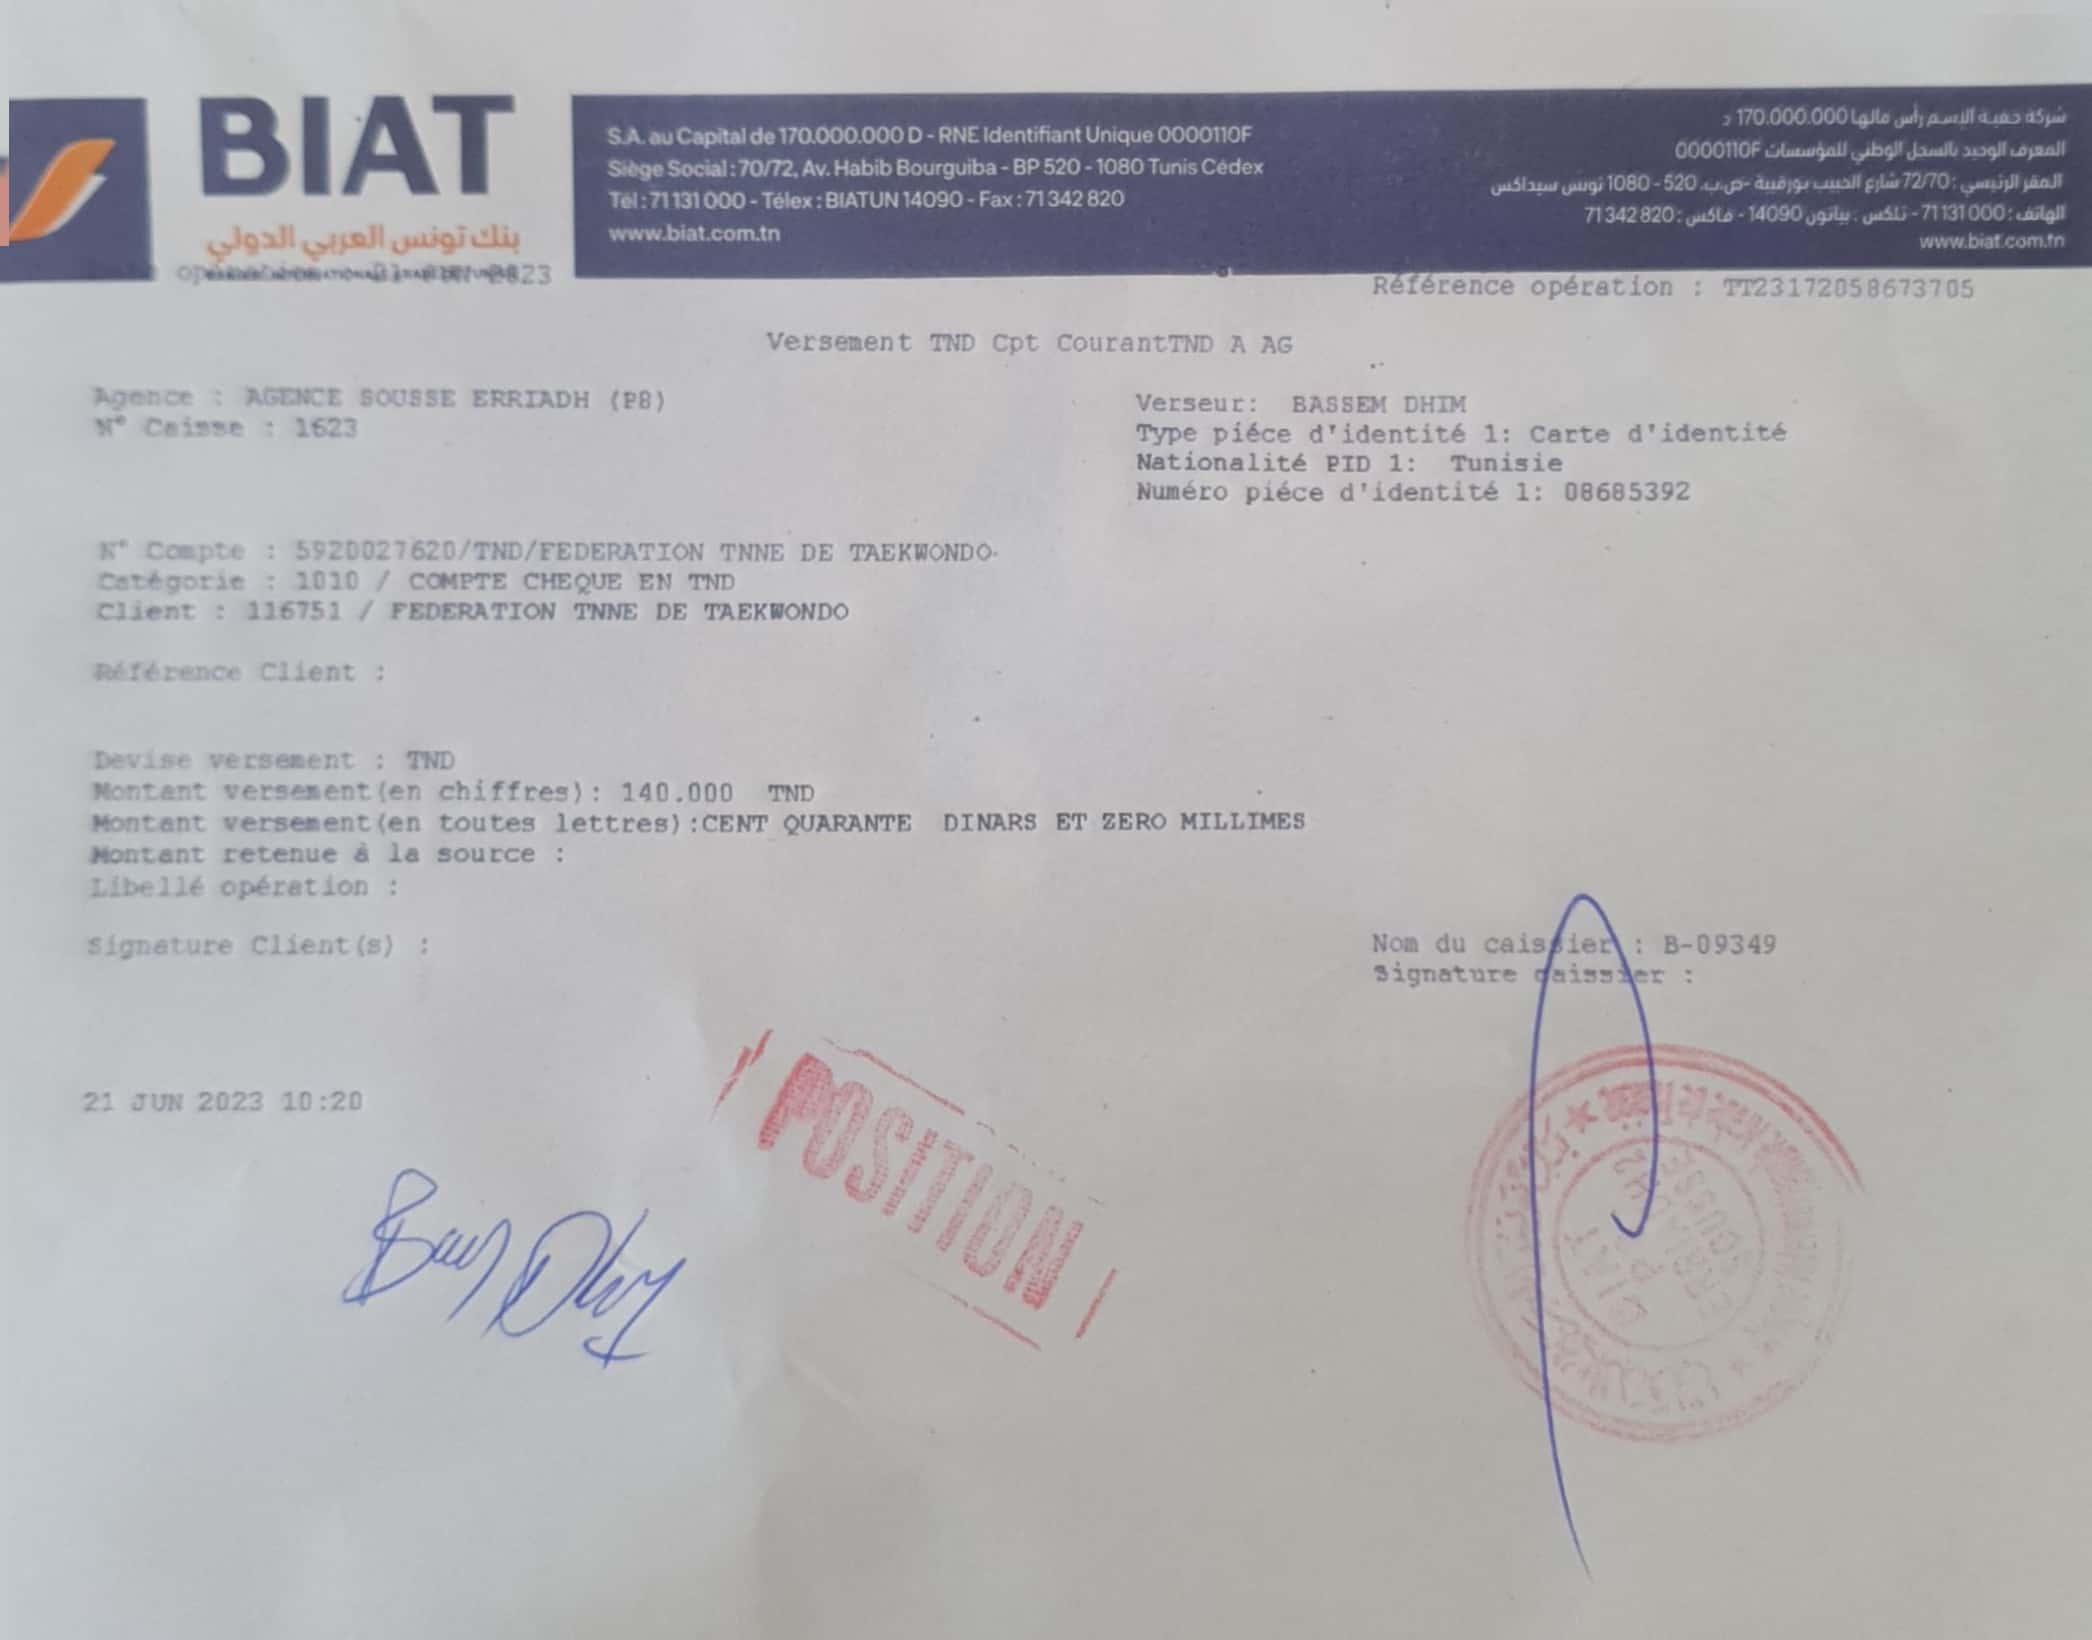 BIAT
بنك تونس العربي الدولي
S.A. au Capital de 170.000.000 D - RNE Identifiant Unique 0000110F
Siège Social : 70/72, Av. Habib Bourguiba - BP 520 - 1080 Tunis Cédex
Tél : 71 131 000 - Télex : BIATUN 14090 - Fax : 71 342 820
www.biat.com.tn
شركة خفية الإسم رأس مالها 170.000.000 د
المعرف الوحيد بالسجل الوطني للمؤسسات 0000110F
المقر الرئيسي : 72/70 شارع الحبيب بورقيبة -ص.ب. 520 - 1080 تونس سيداكس
الهاتف : 71 131 000 - تلكس : بياتون 14090 - فاكس : 71 342 820
www.biat.com.tn
Référence opération : TT23172058673705
Versement TND Cpt CourantTND A AG
Agence : AGENCE SOUSSE ERRIADH (P8)
N° Caisse : 1623
Verseur: BASSEM DHIM
Type piéce d'identité 1: Carte d'identité
Nationalité PID 1: Tunisie
Numéro piéce d'identité 1: 08685392
N° Compte : 5920027620/TND/FEDERATION TNNE DE TAEKWONDO
Catégorie : 1010 / COMPTE CHEQUE EN TND
Client : 116751 / FEDERATION TNNE DE TAEKWONDO
Référence Client :
Devise versement : TND
Montant versement(en chiffres): 140.000 TND
Montant versement(en toutes lettres):CENT QUARANTE DINARS ET ZERO MILLIMES
Montant retenue à la source :
Libellé opération :
Signature Client(s) :
Nom du caissier : B-09349
Signature caissier :
21 JUN 2023 10:20
POSITION
BIAT
SOUSSE